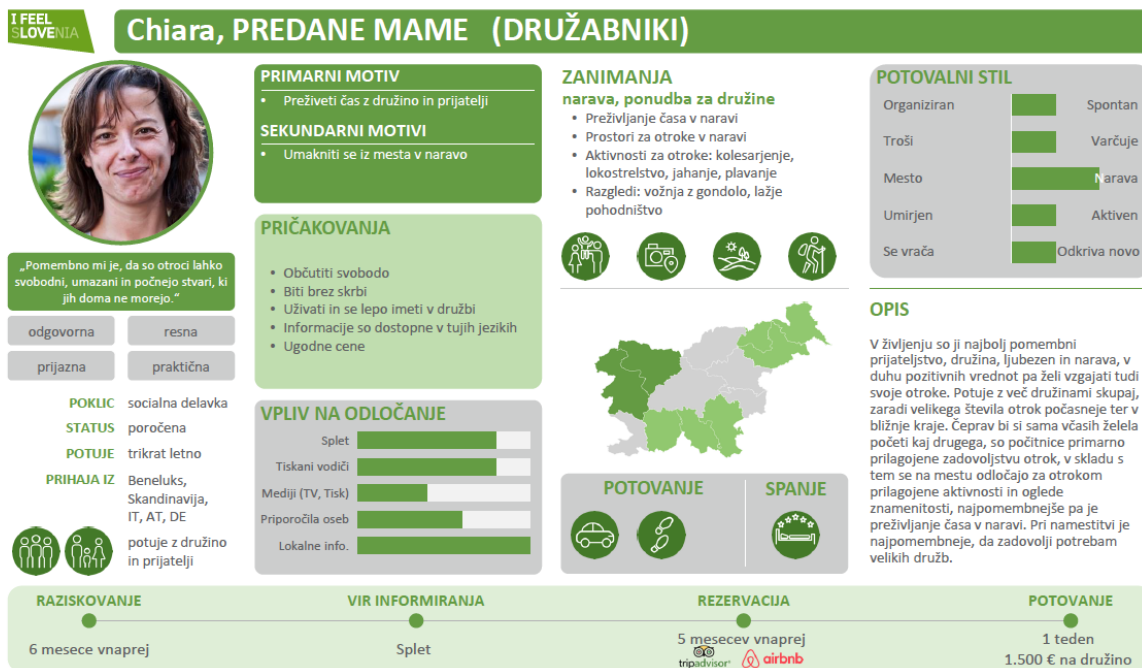 I FEEL
SLOVENIA
Chiara, PREDANE MAME (DRUŽABNIKI)
„Pomembno mi je, da so otroci lahko
svobodni, umazani in počnejo stvari, ki
jih doma ne morejo.“
odgovorna
resna
prijazna
praktična
POKLIC socialna delavka
STATUS poročena
POTUJE trikrat letno
PRIHAJA IZ Beneluks,
Skandinavija,
IT, AT, DE
potuje z družino
in prijatelji
PRIMARNI MOTIV
• Preživeti čas z družino in prijatelji
SEKUNDARNI MOTIVI
• Umakniti se iz mesta v naravo
PRIČAKOVANJA
• Občutiti svobodo
• Biti brez skrbi
• Uživati in se lepo imeti v družbi
• Informacije so dostopne v tujih jezikih
• Ugodne cene
VPLIV NA ODLOČANJE
Splet
Tiskani vodiči
Mediji (TV, Tisk)
Priporočila oseb
Lokalne info.
ZANIMANJA
narava, ponudba za družine
• Preživljanje časa v naravi
• Prostori za otroke v naravi
• Aktivnosti za otroke: kolesarjenje,
lokostrelstvo, jahanje, plavanje
• Razgledi: vožnja z gondolo, lažje
pohodništvo
POTOVANJE
SPANJE
POTOVALNI STIL
Organiziran Spontan
Troši Varčuje
Mesto Narava
Umirjen Aktiven
Se vrača Odkriva novo
OPIS
V življenju so ji najbolj pomembni
prijateljstvo, družina, ljubezen in narava, v
duhu pozitivnih vrednot pa želi vzgajati tudi
svoje otroke. Potuje z več družinami skupaj,
zaradi velikega števila otrok počasneje ter v
bližnje kraje. Čeprav bi si sama včasih želela
početi kaj drugega, so počitnice primarno
prilagojene zadovoljstvu otrok, v skladu s
tem se na mestu odločajo za otrokom
prilagojene aktivnosti in oglede
znamenitosti, najpomembnejše pa je
preživljanje časa v naravi. Pri namestitvi je
najpombneje, da zadovolji potrebam
velikih družb.
RAZISKOVANJE
6 mesece vnaprej
VIR INFORMIRANJA
Splet
REZERVACIJA
5 mesecev vnaprej
tripadvisor airbnb
POTOVANJE
1 teden
1.500 € na družino